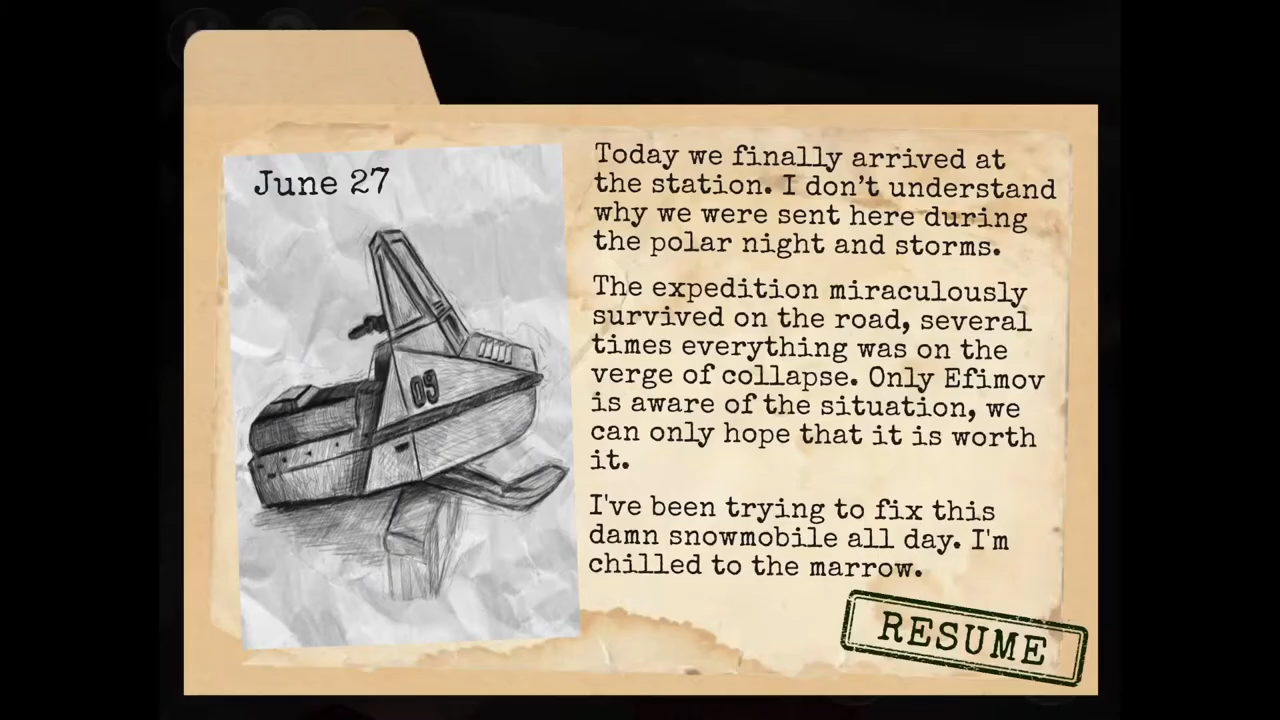 June 27
09
Today we finally arrived at
the station. I don’t understand
why we were sent here during
the polar night and storms.
The expedition miraculously
survived on the road, several
times everything was on the
verge of collapse. Only Efimov
is aware of the situation, we
can only hope that it is worth
it.
I've been trying to fix this
damn snowmobile all day. I'm
chilled to the marrow.
RESUME